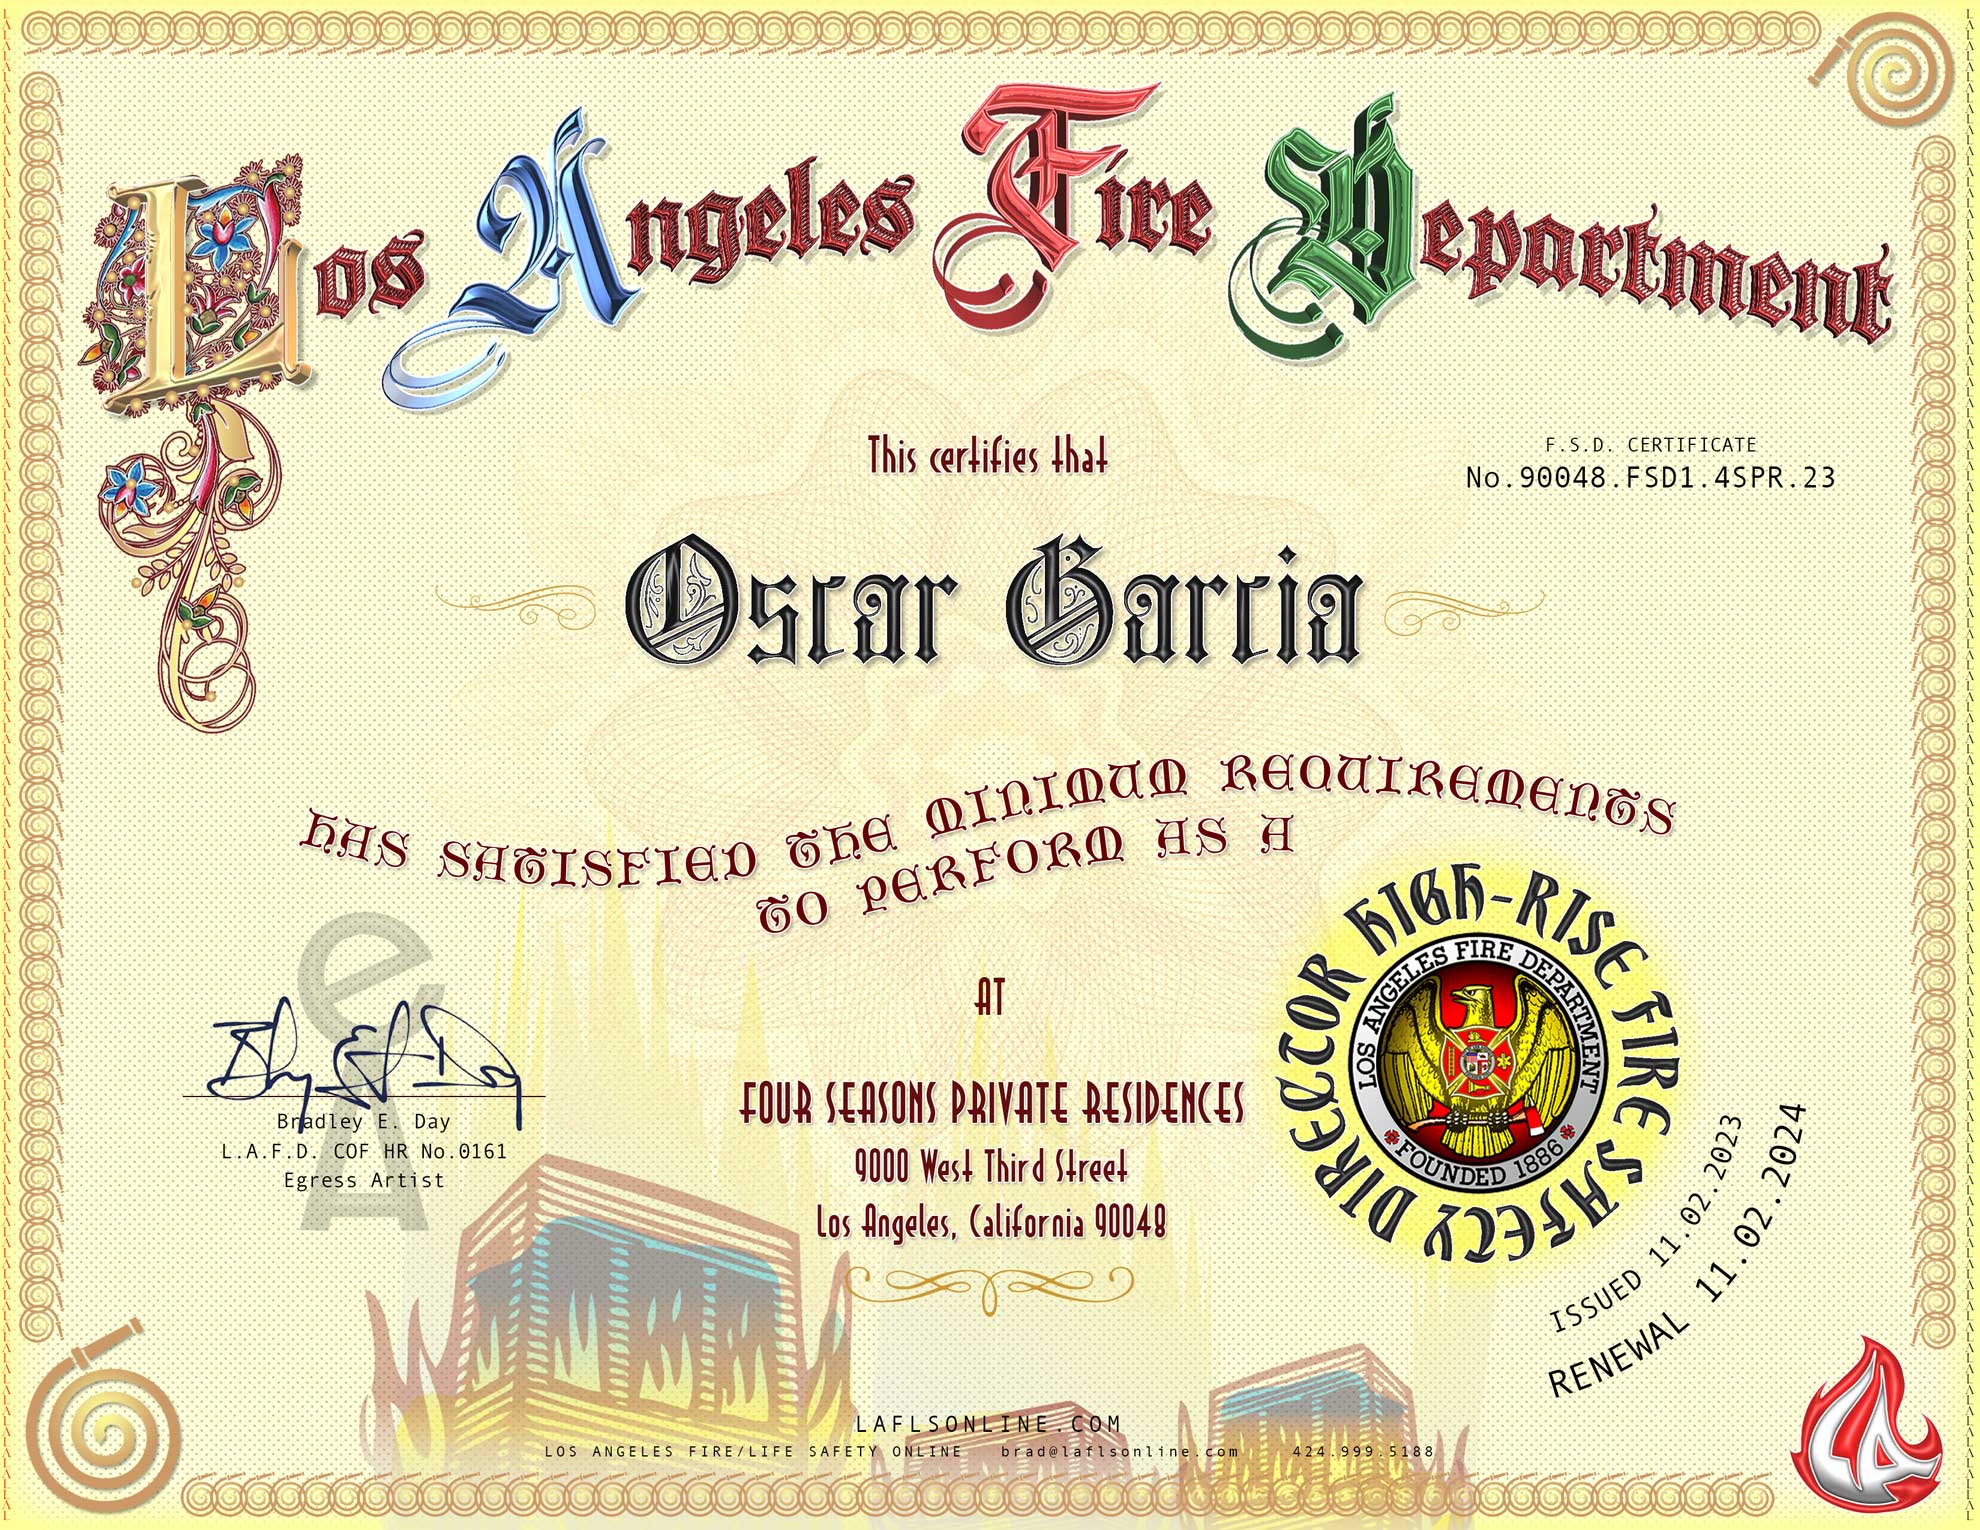 Los Angeles Fire Department
This certifies that
F.S.D. CERTIFICATE
No.90048.FSD1.4SPR.23
Oscar Garcia
HAS SATISFIED THE MINIMUM REQUIREMENTS
TO PERFORM AS A
HIGH-RISE FIRE SAFETY DIRECTOR
LOS ANGELES FIRE DEPARTMENT
FOUNDED 1886
AT
FOUR SEASONS PRIVATE RESIDENCES
9000 West Third Street
Los Angeles, California 90048
eA
Bradley E. Day
L.A.F.D. COF HR No.0161
Egress Artist
ISSUED 11.02.2023
RENEWAL 11.02.2024
LAFLSONLINE.COM
LOS ANGELES FIRE/LIFE SAFETY ONLINE brad@laflsonline.com 424.999.5188
LA